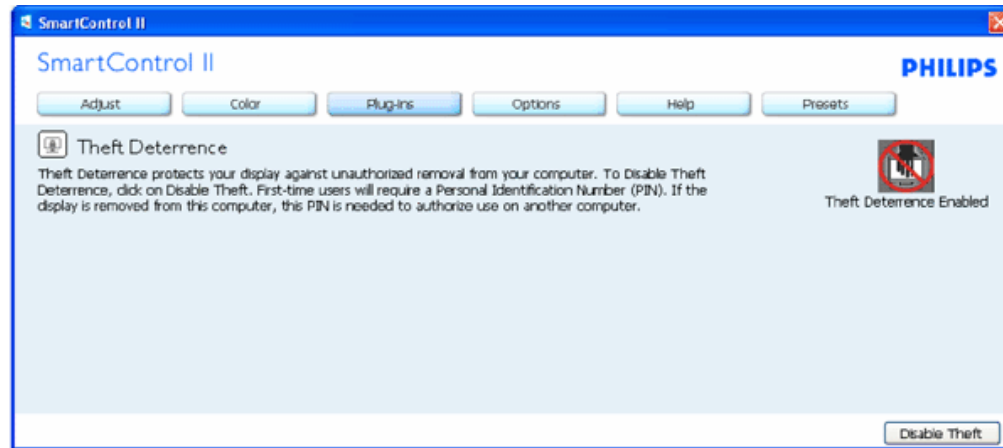 SmartControl II
SmartControl II
PHILIPS
Adjust Color Plug-Ins Options Help Presets
Theft Deterrence
Theft Deterrence protects your display against unauthorized removal from your computer. To Disable Theft
Deterrence, click on Disable Theft. First-time users will require a Personal Identification Number (PIN). If the
display is removed from this computer, this PIN is needed to authorize use on another computer.
Theft Deterrence Enabled
Disable Theft